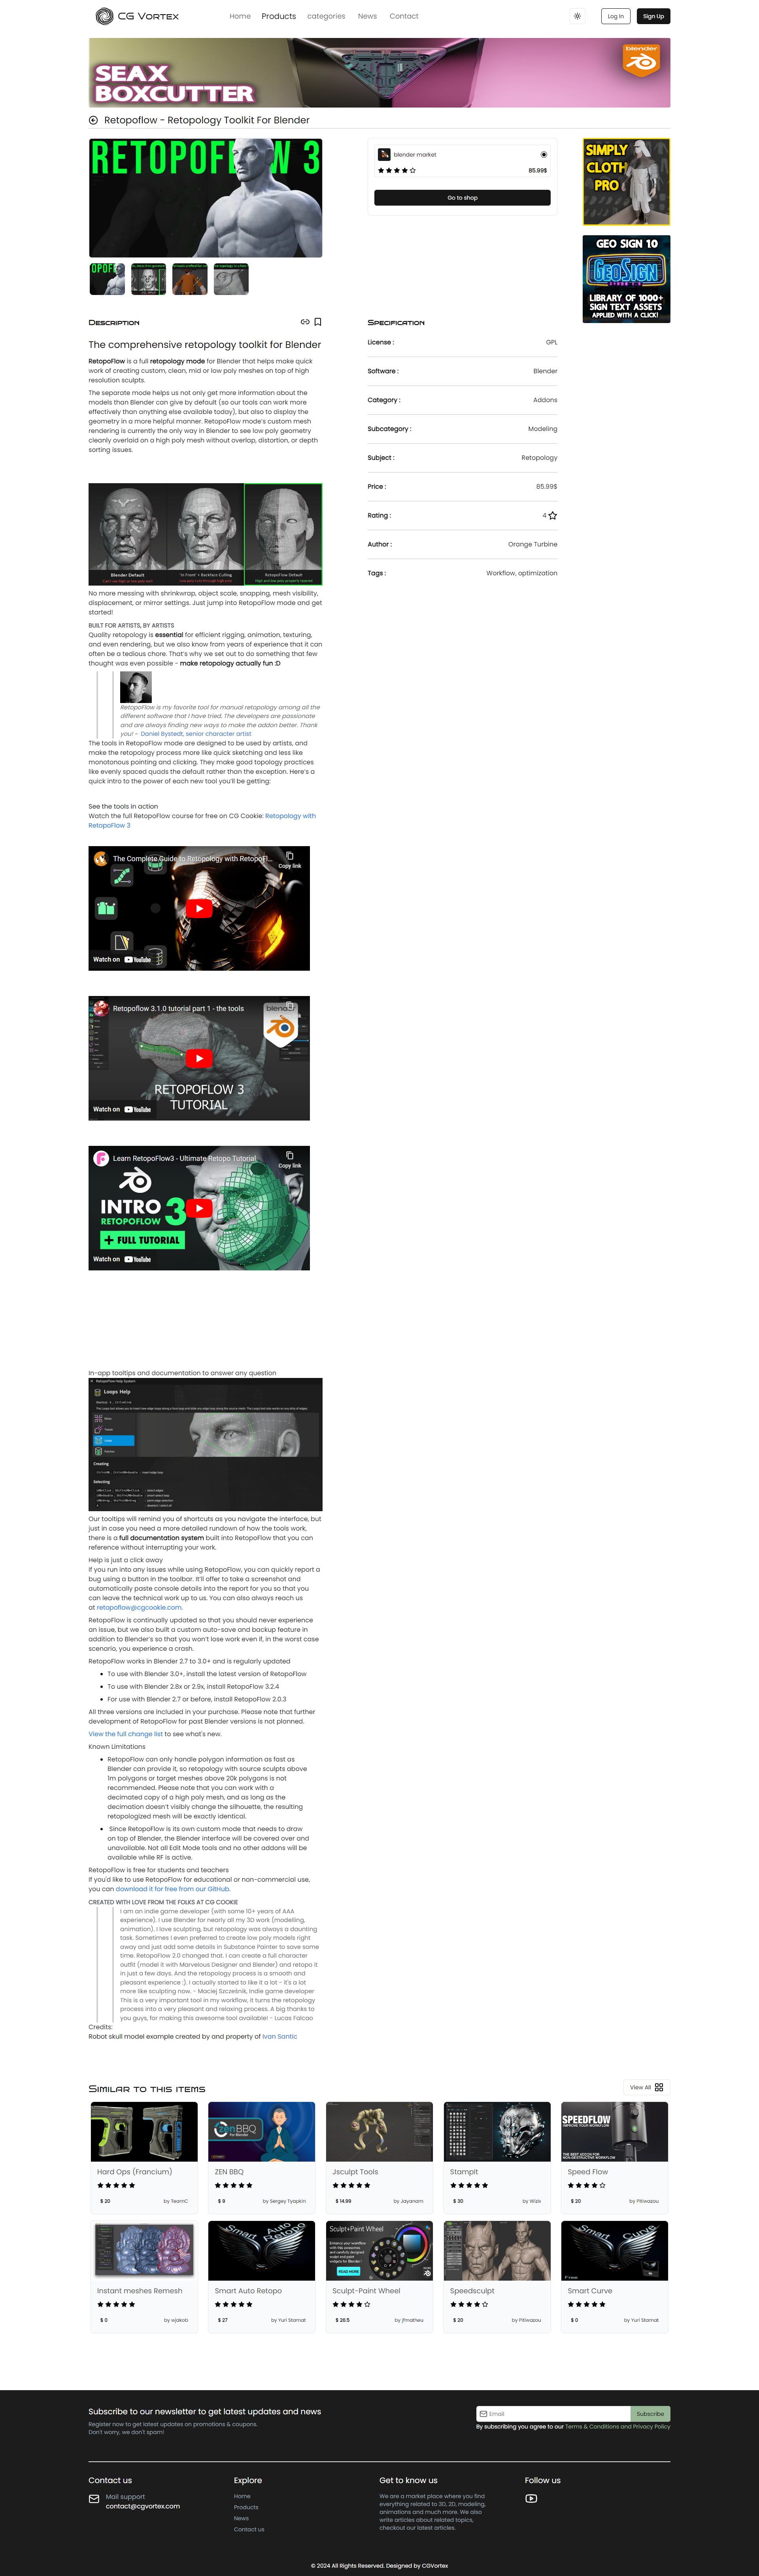 CG Vortex
Home Products categories News Contact
Log In Sign Up
SEAX
BOXCUTTER
blender
Retopoflow - Retopology Toolkit For Blender
RETOPOFLOW 3
blender market
85.99$
Go to shop
SIMPLY
CLOTH
PRO
GEO SIGN 10
GeoSign
LIBRARY OF 1000+
SIGN TEXT ASSETS
APPLIED WITH A CLICK!
Description
The comprehensive retopology toolkit for Blender
RetopoFlow is a full retopology mode for Blender that helps make quick
work of creating custom, clean, mid or low poly meshes on top of high
resolution sculpts.
The separate mode helps us not only get more information about the
models than Blender can give by default (so our tools can work more
effectively than anything else available today), but also to display the
geometry in a more helpful manner. RetopoFlow mode's custom mesh
rendering is currently the only way in Blender to see low poly geometry
cleanly overlaid on a high poly mesh without overlap, distortion, or depth
sorting issues.
Specification
License : GPL
Software : Blender
Category : Addons
Subcategory : Modeling
Subject : Retopology
Price : 85.99$
Rating : 4
Author : Orange Turbine
Tags : Workflow, optimization
Blender Default
'In Front' + Backface Culling
RetopoFlow Default
No more messing with shrinkwrap, object scale, snapping, mesh visibility,
displacement, or mirror settings. Just jump into RetopoFlow mode and get
started!
BUILT FOR ARTISTS, BY ARTISTS
Quality retopology is essential for efficient rigging, animation, texturing,
and even rendering, but we also know from years of experience that it can
often be a tedious chore. That's why we set out to do something that few
thought was even possible - make retopology actually fun :D
RetopoFlow is my favorite tool for manual retopology among all the
different software that I have tried. The developers are passionate
and are always finding new ways to make the addon better. Thank
you! - Daniel Bystedt, senior character artist
The tools in RetopoFlow mode are designed to be used by artists, and
make the retopology process more like quick sketching and less like
monotonous pointing and clicking. They make good topology practices
like evenly spaced quads the default rather than the exception. Here's a
quick intro to the power of each new tool you'll be getting:
See the tools in action
Watch the full RetopoFlow course for free on CG Cookie: Retopology with
RetopoFlow 3
The Complete Guide to Retopology with RetopoFl...
Copy link
Watch on YouTube
Retopoflow 3.1.0 tutorial part 1 - the tools
blender
RETOPOFLOW 3
TUTORIAL
Watch on YouTube
Learn RetopoFlow3 - Ultimate Retopo Tutorial
Copy link
INTRO
RETOPOFLOW 3
+ FULL TUTORIAL
Watch on YouTube
In-app tooltips and documentation to answer any question
RetopoFlow Help System
Loops Help
Creating
Selecting
Our tooltips will remind you of shortcuts as you navigate the interface, but
just in case you need a more detailed rundown of how the tools work,
there is a full documentation system built into RetopoFlow that you can
reference without interrupting your work.
Help is just a click away
If you run into any issues while using RetopoFlow, you can quickly report a
bug using a button in the toolbar. It'll offer to take a screenshot and
automatically paste console details into the report for you so that you
can leave the technical work up to us. You can also always reach us
at retopoflow@cgcookie.com.
RetopoFlow is continually updated so that you should never experience
an issue, but we also built a custom auto-save and backup feature in
addition to Blender's so that you won't lose work even if, in the worst case
scenario, you experience a crash.
RetopoFlow works in Blender 2.7 to 3.0+ and is regularly updated
• To use with Blender 3.0+, install the latest version of RetopoFlow
• To use with Blender 2.8x or 2.9x, install RetopoFlow 3.2.4
• For use with Blender 2.7 or before, install RetopoFlow 2.0.3
All three versions are included in your purchase. Please note that further
development of RetopoFlow for past Blender versions is not planned.
View the full change list to see what's new.
Known Limitations
• RetopoFlow can only handle polygon information as fast as
Blender can provide it, so retopology with source sculpts above
1m polygons or target meshes above 20k polygons is not
recommended. Please note that you can work with a
decimated copy of a high poly mesh, and as long as the
decimation doesn't visibly change the silhouette, the resulting
retopologized mesh will be exactly identical.
• Since RetopoFlow is its own custom mode that needs to draw
on top of Blender, the Blender interface will be covered over and
unavailable. Not all Edit Mode tools and no other addons will be
available while RF is active.
RetopoFlow is free for students and teachers
If you'd like to use RetopoFlow for educational or non-commercial use,
you can download it for free from our GitHub.
CREATED WITH LOVE FROM THE FOLKS AT CG COOKIE
I am an indie game developer (with some 10+ years of AAA
experience). I use Blender for nearly all my 3D work (modelling,
animation). I love sculpting, but retopology was always a daunting
task. Sometimes I even preferred to create low poly models right
away and just add some details in Substance Painter to save some
time. RetopoFlow 2.0 changed that. I can create a full character
outfit (model it with Marvelous Designer and Blender) and retopo it
in just a few days. And the retopology process is a smooth and
pleasant experience :). I actually started to like it a lot - it's a lot
more like sculpting now. - Maciej Szcześnik, indie game developer
This is a very important tool in my workflow, it turns the retopology
process into a very pleasant and relaxing process. A big thanks to
you guys, for making this awesome tool available! - Lucas Falcao
Credits:
Robot skull model example created by and property of Ivan Santic
Similar to this items
View All
Hard Ops (Francium)
$ 20 by TeamC
ZEN BBQ
$ 9 by Sergey Tyapkin
Jsculpt Tools
$ 14.99 by Jayanam
StampIt
$ 30 by Wizix
SPEEDFLOW
Speed Flow
$ 20 by Pitiwazou
Instant meshes Remesh
$ 0 by wjakob
Smart Auto Retopo
$ 27 by Yuri Stamat
Sculpt+Paint Wheel
READ MORE
Sculpt-Paint Wheel
$ 26.5 by jfmatheu
Speedsculpt
$ 20 by Pitiwazou
Smart Curve
$ 0 by Yuri Stamat
Subscribe to our newsletter to get latest updates and news
Register now to get latest updates on promotions & coupans.
Don't worry, we don't spam!
Email
Subscribe
By subscribing you agree to our Terms & Conditions and Privacy Policy
Contact us
Mail support
contact@cgvortex.com
Explore
Home
Products
News
Contact us
Get to know us
We are a market place where you find
everything related to 3D, 2D, modeling,
animations and much more. We also
write articles about related topics,
checkout our latest articles.
Follow us
© 2024 All Rights Reserved. Designed by CGVortex